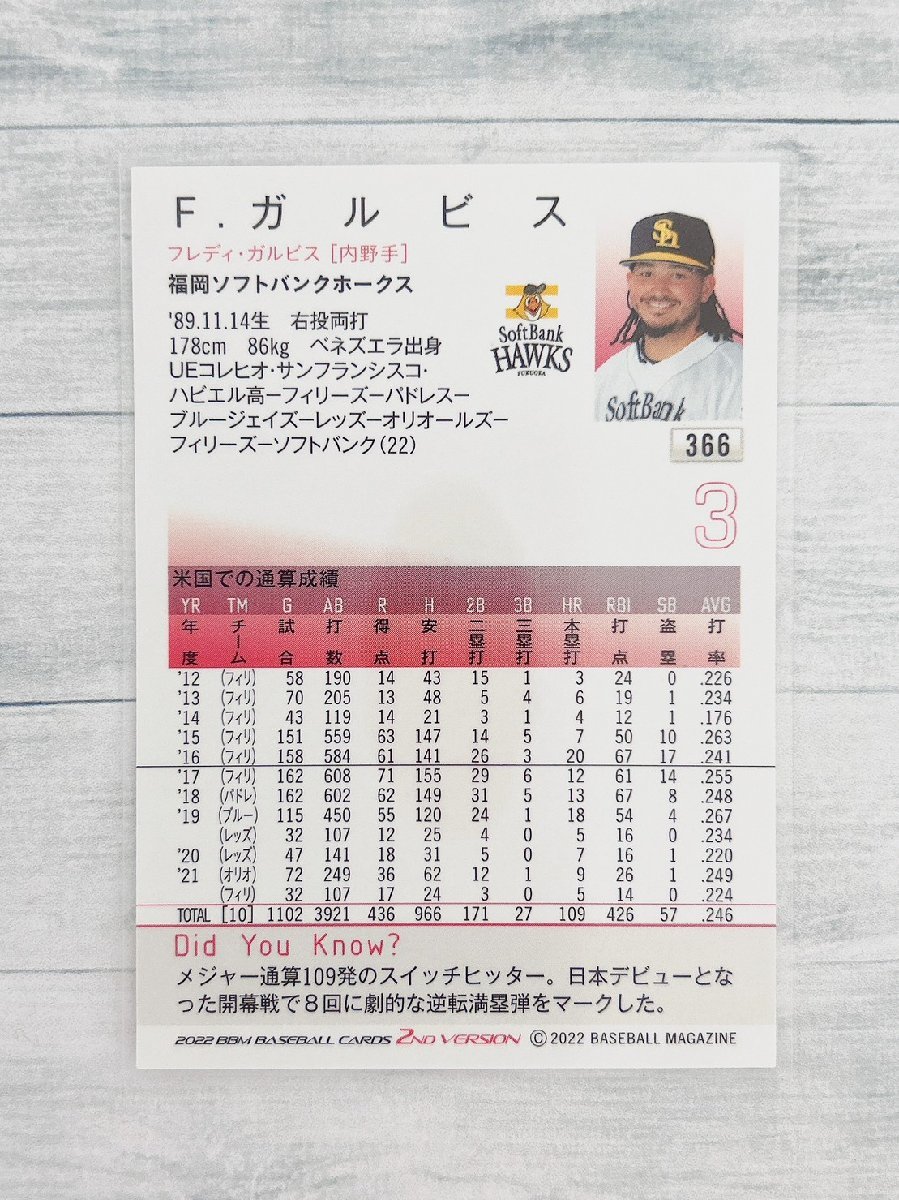 F.ガルビス
フレディ・ガルビス [内野手]
福岡ソフトバンクホークス
'89.11.14生 右投両打
178cm 86kg ベネズエラ出身
UEコレヒオ・サンフランシスコ・
ハビエル高ーフィリーズーパドレスー
ブルージェイズーレッズーオリオールズー
フィリーズーソフトバンク(22)
SoftBank
HAWKS
FUKUOKA
Sh
SoftBank
366
3
米国での通算成績
YR TM G AB R H 2B 3B HR RBI SB AVG
年度 チーム 試合 打数 得点 安打 二塁打 三塁打 本塁打 打点 盗塁 打率
'12 (フィリ) 58 190 14 43 15 1 3 24 0 .226
'13 (フィリ) 70 205 13 48 5 4 6 19 1 .234
'14 (フィリ) 43 119 14 21 3 1 4 12 1 .176
'15 (フィリ) 151 559 63 147 14 5 7 50 10 .263
'16 (フィリ) 158 584 61 141 26 3 20 67 17 .241
'17 (フィリ) 162 608 71 155 29 6 12 61 14 .255
'18 (パドレ) 162 602 62 149 31 5 13 67 8 .248
'19 (ブルー) 115 450 55 120 24 1 18 54 4 .267
(レッズ) 32 107 12 25 4 0 5 16 0 .234
'20 (レッズ) 47 141 18 31 5 0 7 16 1 .220
'21 (オリオ) 72 249 36 62 12 1 9 26 1 .249
(フィリ) 32 107 17 24 3 0 5 14 0 .224
TOTAL [10] 1102 3921 436 966 171 27 109 426 57 .246
Did You Know?
メジャー通算109発のスイッチヒッター。日本デビューとな
った開幕戦で8回に劇的な逆転満塁弾をマークした。
2022 BBM BASEBALL CARDS 2ND VERSION ©2022 BASEBALL MAGAZINE